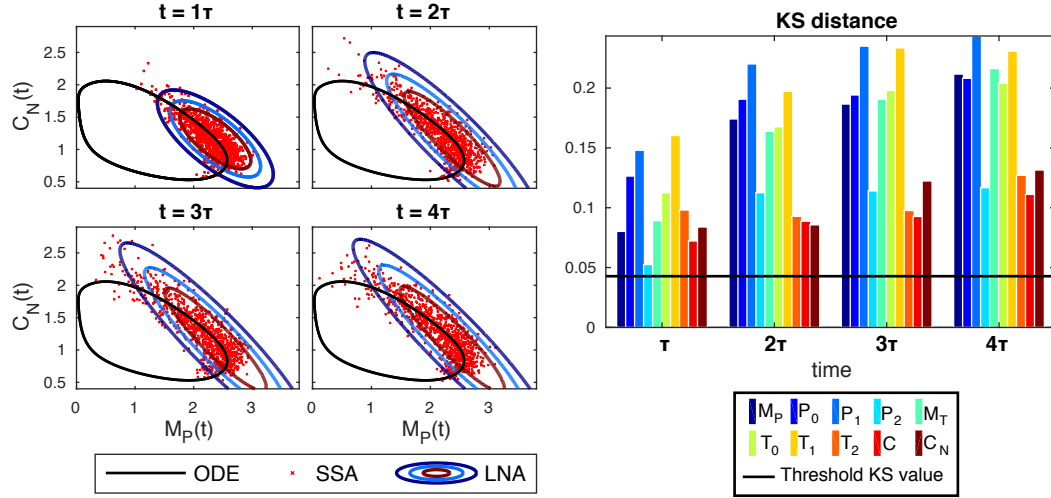 t = 1τ
t = 2τ
C_N(t)
2.5
2
1.5
1
0.5
t = 3τ
t = 4τ
C_N(t)
2.5
2
1.5
1
0.5
0 1 2 3
0 1 2 3
M_P(t)
M_P(t)
ODE
SSA
LNA
KS distance
0.2
0.15
0.1
0.05
0
τ 2τ 3τ 4τ
time
M_P P_0 P_1 P_2 M_T
T_0 T_1 T_2 C C_N
Threshold KS value